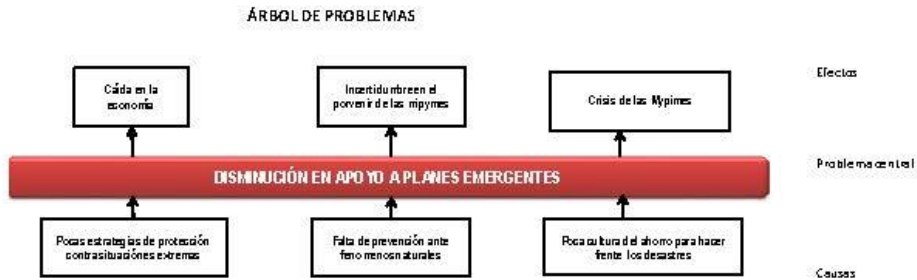 ÁRBOL DE PROBLEMAS
Caída en la
economía
Incertidumbre en el
porvenir de las mipymes
Crisis de las Mypimes
Efectos
DISMINUCIÓN EN APOYO A PLANES EMERGENTES
Problema central
Pocas estrategias de protección
contra situaciónes extremas
Falta de prevención ante
fenomenos naturales
Poca cultura del ahorro para hacer
frente los desastres
Causas